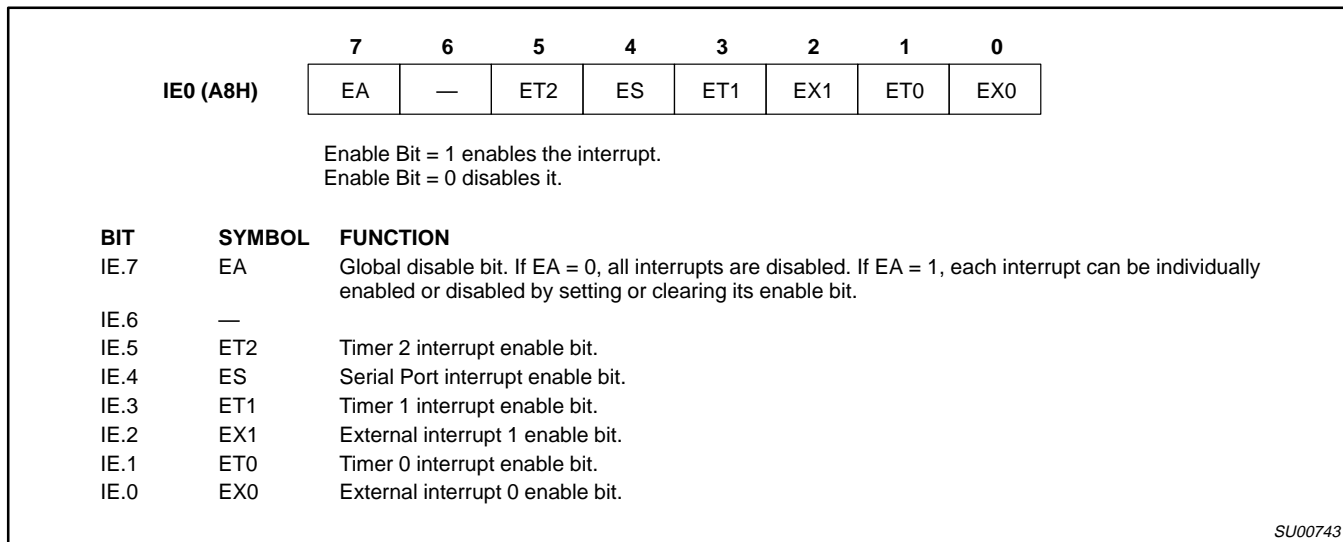 7 6 5 4 3 2 1 0
IE0 (A8H) EA — ET2 ES ET1 EX1 ET0 EX0
Enable Bit = 1 enables the interrupt.
Enable Bit = 0 disables it.
BIT SYMBOL FUNCTION
IE.7 EA Global disable bit. If EA = 0, all interrupts are disabled. If EA = 1, each interrupt can be individually
enabled or disabled by setting or clearing its enable bit.
IE.6 —
IE.5 ET2 Timer 2 interrupt enable bit.
IE.4 ES Serial Port interrupt enable bit.
IE.3 ET1 Timer 1 interrupt enable bit.
IE.2 EX1 External interrupt 1 enable bit.
IE.1 ET0 Timer 0 interrupt enable bit.
IE.0 EX0 External interrupt 0 enable bit.
SU00743